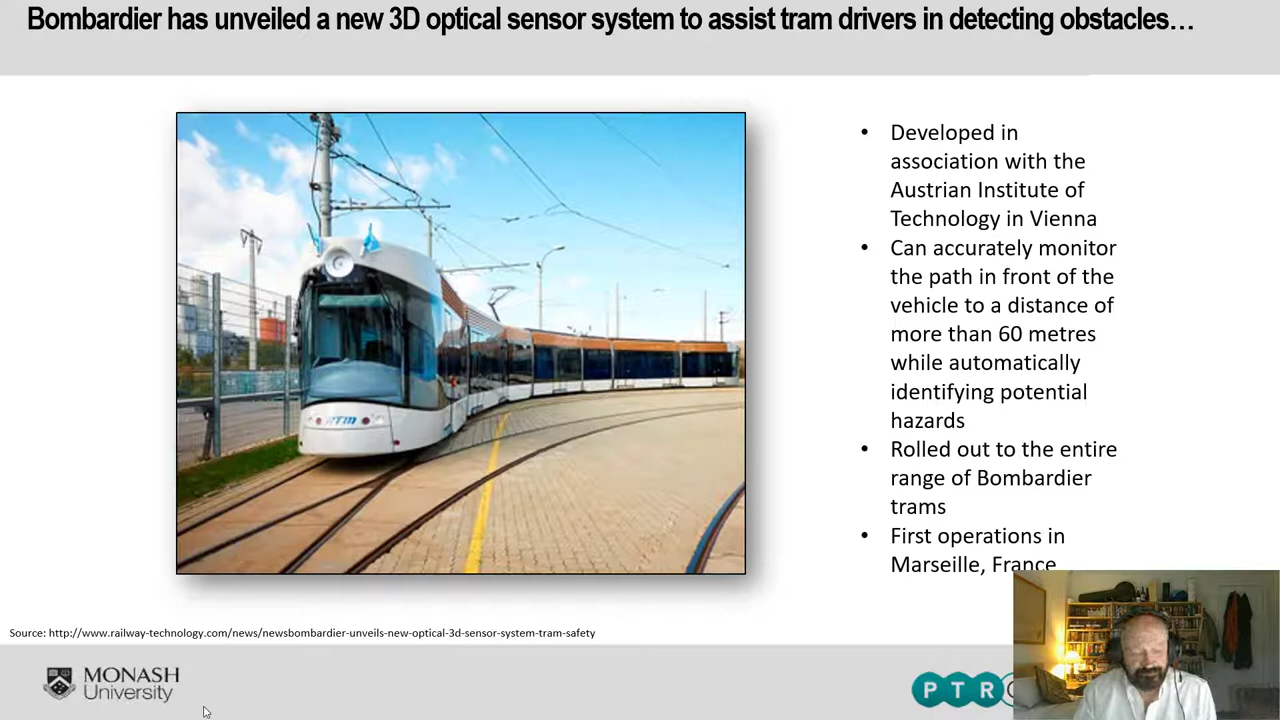 Bombardier has unveiled a new 3D optical sensor system to assist tram drivers in detecting obstacles…
• Developed in
association with the
Austrian Institute of
Technology in Vienna
• Can accurately monitor
the path in front of the
vehicle to a distance of
more than 60 metres
while automatically
identifying potential
hazards
• Rolled out to the entire
range of Bombardier
trams
• First operations in
Marseille, France
RTM
Source: http://www.railway-technology.com/news/newsbombardier-unveils-new-optical-3d-sensor-system-tram-safety
MONASH
University
PTR